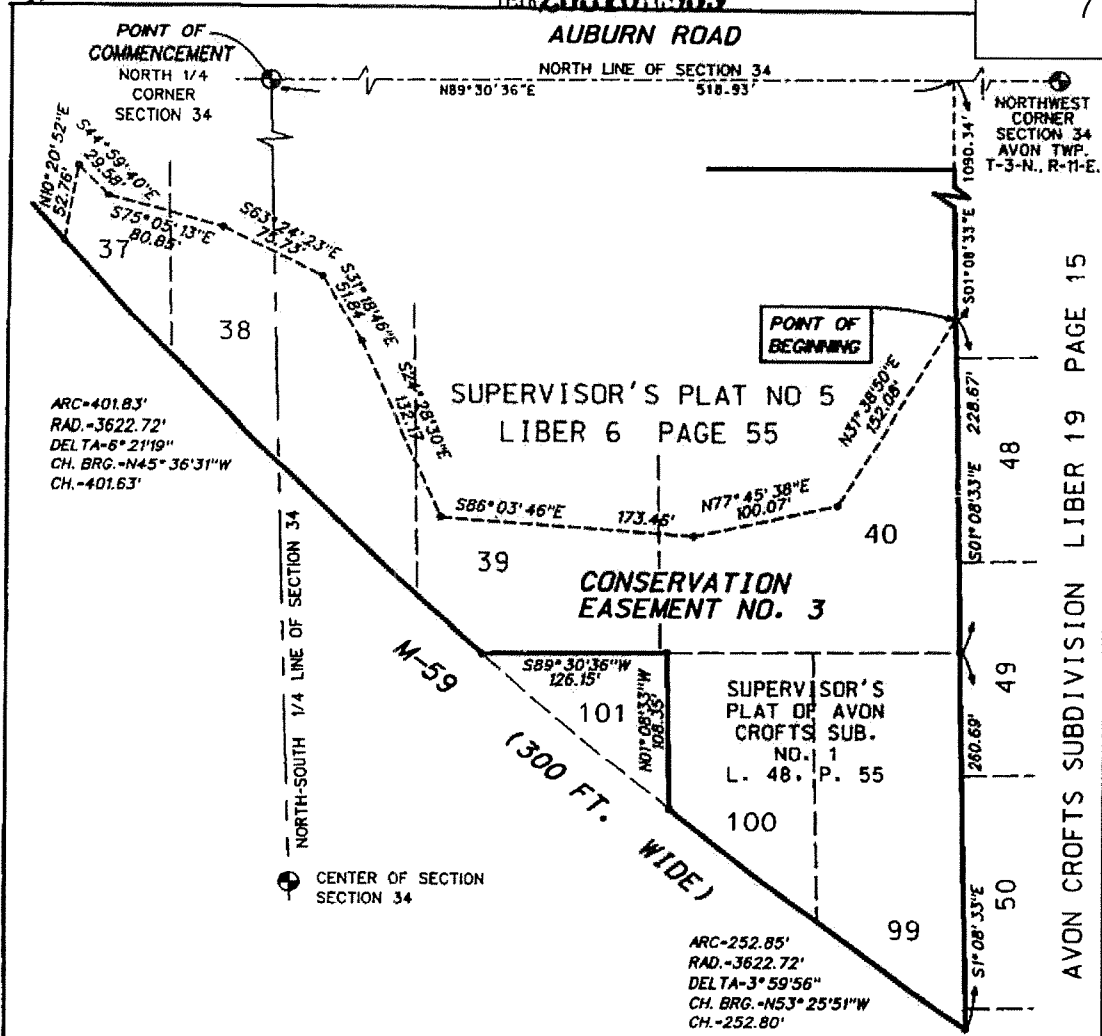 7
POINT OF
COMMENCEMENT
NORTH 1/4
CORNER
SECTION 34
AUBURN ROAD
NORTH LINE OF SECTION 34
N89°30'36"E 518.93'
NORTHWEST
CORNER
SECTION 34
AVON TWP.
T-3-N., R-11-E.
N10°20'52"E
52.76'
S44°59'40"E
29.58'
S75°05'13"E
80.85'
S63°24'23"E
75.73'
S31°18'46"E
51.84'
S24°28'30"E
132.17'
S86°03'46"E 173.46'
N77°45'38"E
100.07'
N31°38'50"E
152.08'
S01°08'33"E 1090.34'
POINT OF
BEGINNING
37
38
39
40
SUPERVISOR'S PLAT NO 5
LIBER 6 PAGE 55
ARC=401.83'
RAD.=3622.72'
DELTA=6°21'19"
CH. BRG.=N45°36'31"W
CH.=401.63'
S01°08'33"E 228.67'
48
CONSERVATION
EASEMENT NO. 3
NORTH-SOUTH 1/4 LINE OF SECTION 34
M-59
(300 FT. WIDE)
S89°30'36"W
126.15'
101
N01°08'33"W
108.35'
SUPERVISOR'S
PLAT OF AVON
CROFTS SUB.
NO. 1
L. 48, P. 55
100
99
260.69'
S1°08'33"E
49
50
AVON CROFTS SUBDIVISION LIBER 19 PAGE 15
CENTER OF SECTION
SECTION 34
ARC=252.85'
RAD.=3622.72'
DELTA=3°59'56"
CH. BRG.=N53°25'51"W
CH.=252.80'